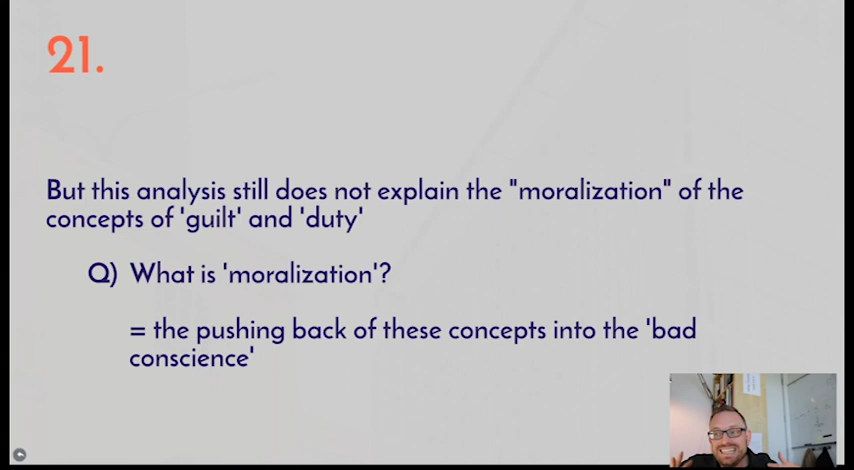 21.
But this analysis still does not explain the "moralization" of the
concepts of 'guilt' and 'duty'
Q) What is 'moralization'?
= the pushing back of these concepts into the 'bad
conscience'